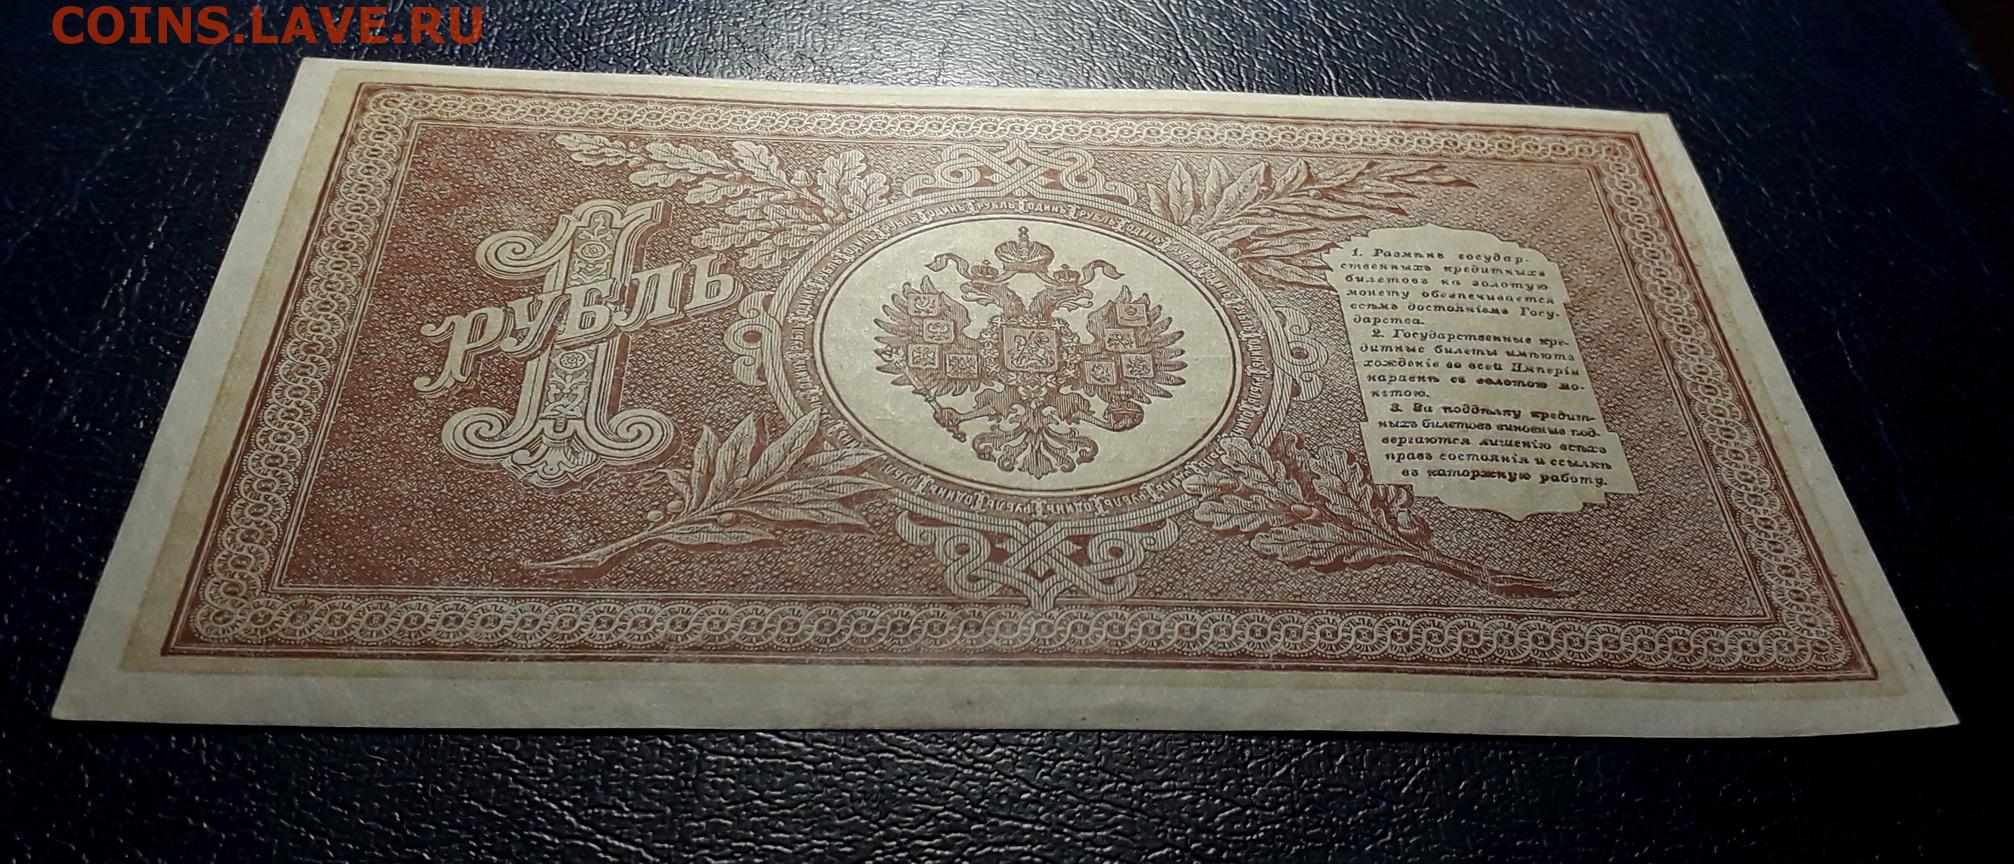 COINS.LAVE.RU
1
РУБЛЬ
1. Размѣнъ государ-
ственныхъ кредитныхъ
билетовъ на золотую
монету обезпечивается
всѣмъ достояніемъ Госу-
дарства.
2. Государственные кре-
дитные билеты имѣютъ
хожденіе во всей Имперіи
наравнѣ съ золотою мо-
нетою.
3. За поддѣлку кредит-
ныхъ билетовъ виновные под-
вергаются лишенію всѣхъ
правъ состоянія и ссылкѣ
въ каторжную работу.